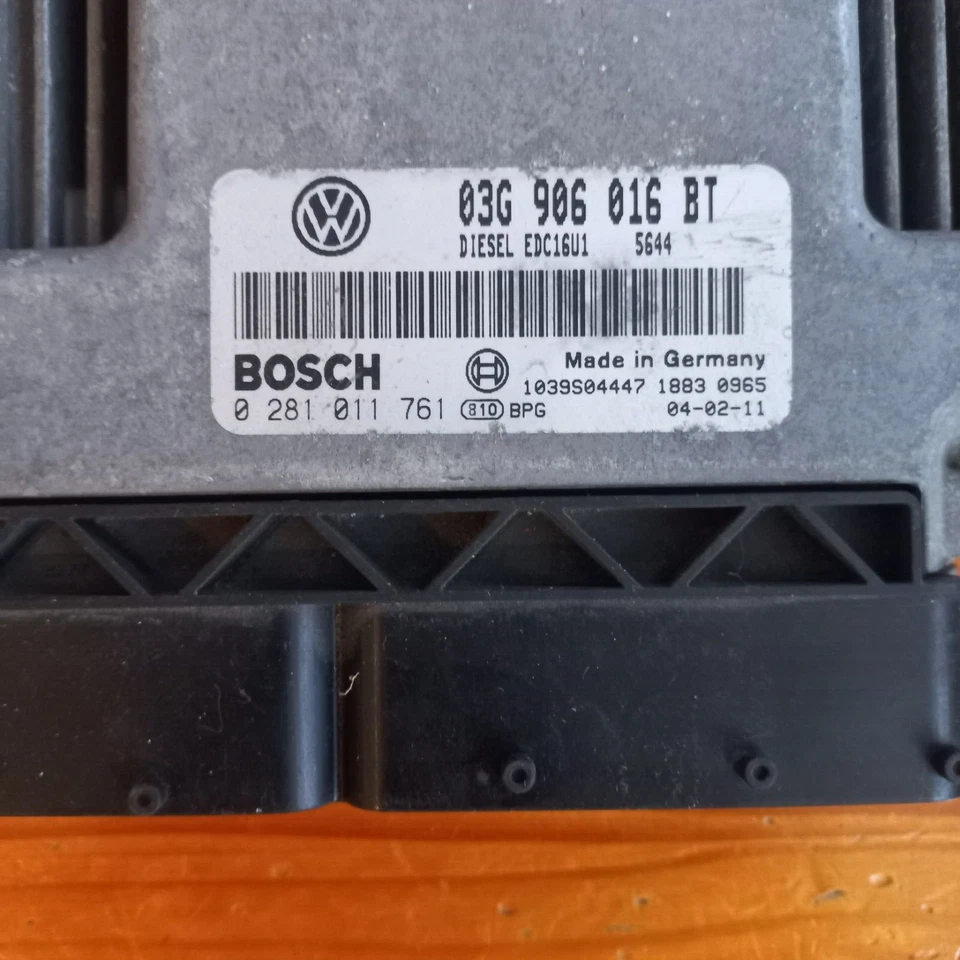 03G 906 016 BT
DIESEL EDC16U1 5644
BOSCH Made in Germany
1039S04447 1883 0965
0 281 011 761 810 BPG 04-02-11